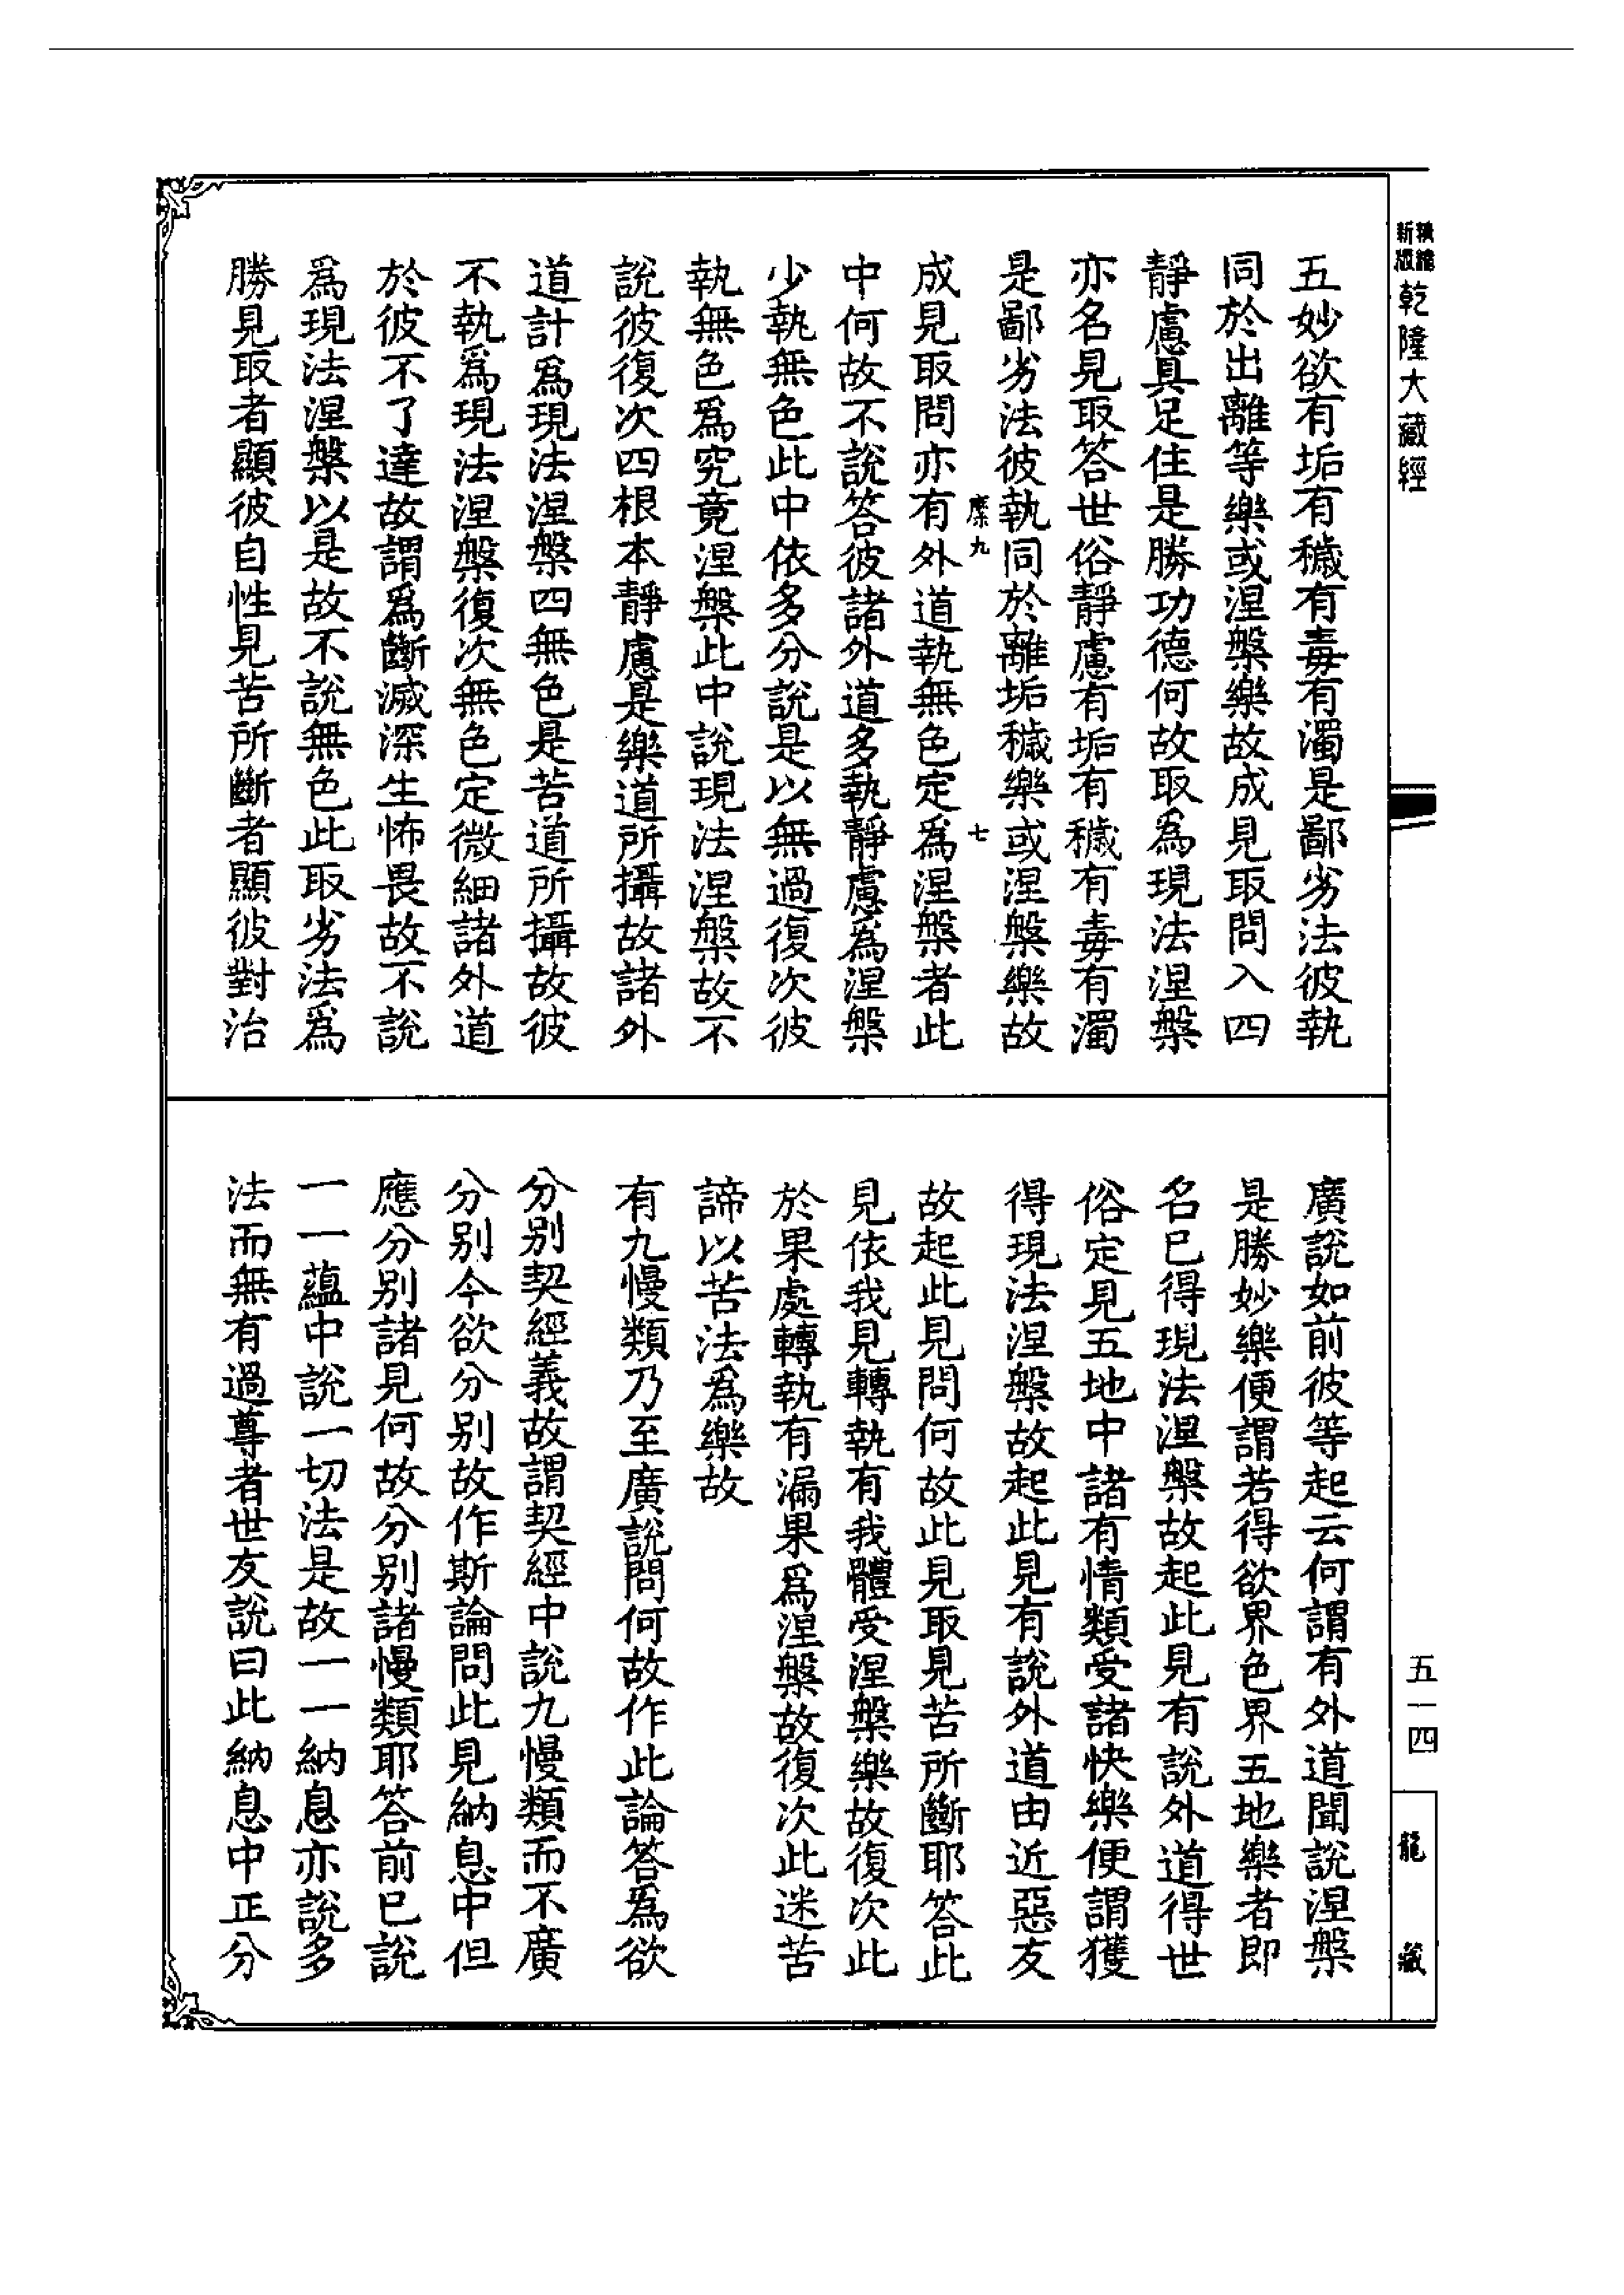 新版精縮乾隆大藏經
五妙欲有垢有穢有毒有濁是鄙劣法彼執
同於出離等樂或涅槃樂故成見取問入四
靜慮具足住是勝功德何故取為現法涅槃
亦名見取答世俗靜慮有垢有穢有毒有濁
是鄙劣法彼執同於離垢穢樂或涅槃樂故
糜九 七
成見取問亦有外道執無色定為涅槃者此
中何故不說答彼諸外道多執靜慮為涅槃
少執無色此中依多分說是以無過復次彼
執無色為究竟涅槃此中說現法涅槃故不
說彼復次四根本靜慮是樂道所攝故諸外
道計為現法涅槃四無色是苦道所攝故彼
不執爲現法涅槃復次無色定微細諸外道
於彼不了達故謂爲斷滅深生怖畏故不說
爲現法涅槃以是故不說無色此取劣法爲
勝見取者顯彼自性見苦所斷者顯彼對治
廣說如前彼等起云何謂有外道聞說涅槃
是勝妙樂便謂若得欲界色界五地樂者即
名已得現法涅槃故起此見有說外道得世
俗定見五地中諸有情類受諸快樂便謂獲
得現法涅槃故起此見有說外道由近惡友
故起此見問何故此見取見苦所斷耶答此
見依我見轉執有我體受涅槃樂故復次此
於果處轉執有漏果爲涅槃故復次此迷苦
諦以苦法爲樂故
有九慢類乃至廣說問何故作此論答爲欲
分別契經義故謂契經中說九慢類而不廣
分別今欲分別故作斯論問此見納息中但
應分別諸見何故分別諸慢類耶答前已說
一一蘊中說一切法是故一一納息亦說多
法而無有過尊者世友說曰此納息中正分
五一四
龍藏